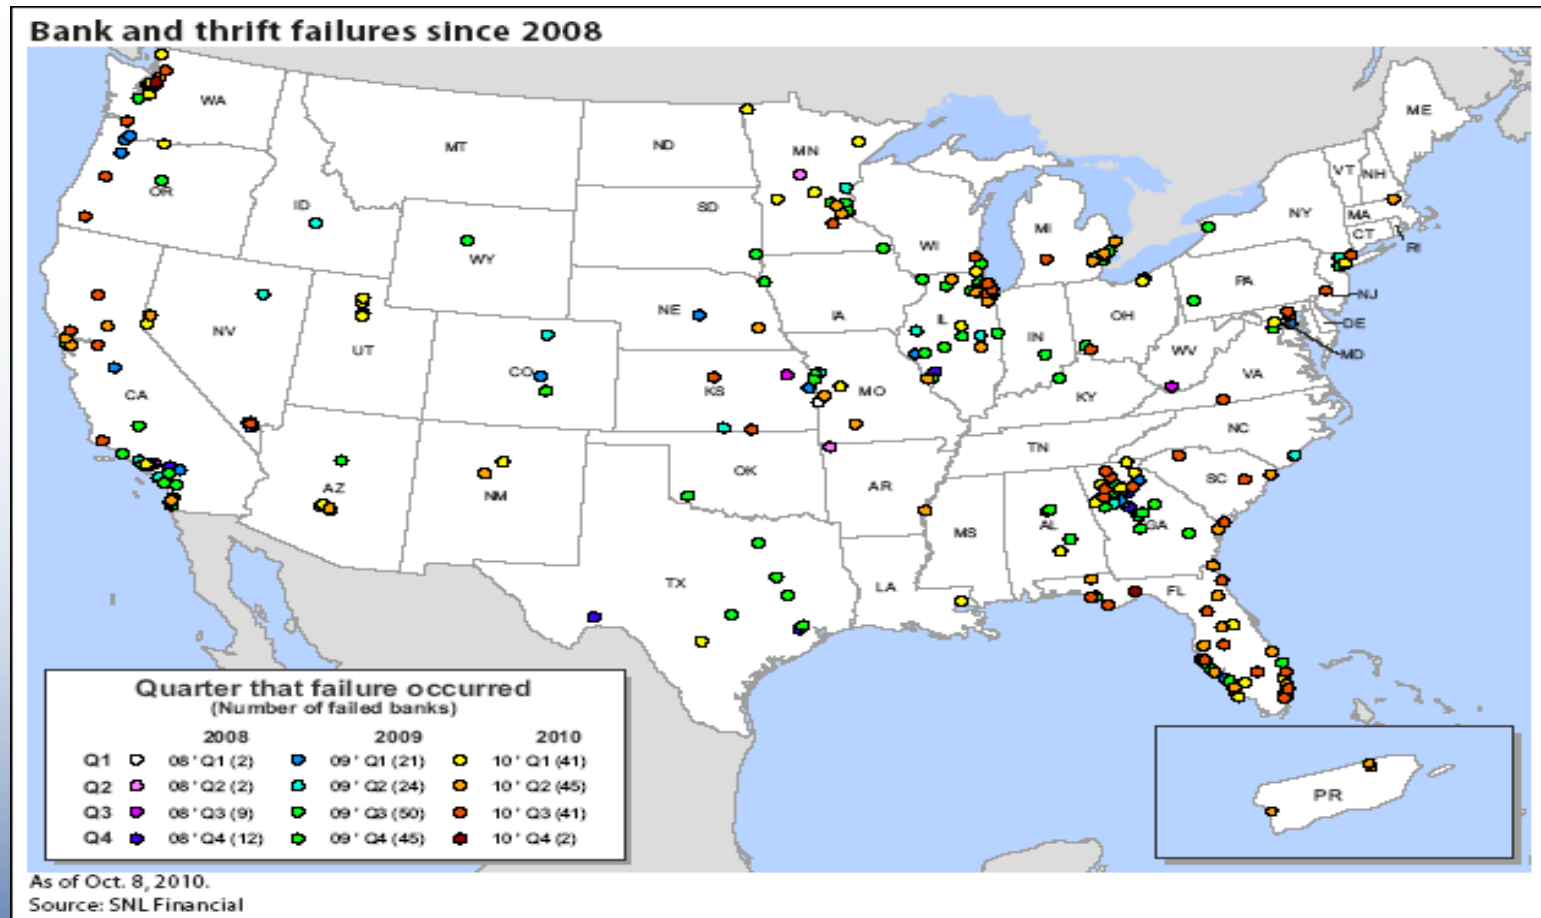 Bank and thrift failures since 2008
WA
MT
ND
MN
ME
VT
NH
OR
ID
SD
WI
MI
NY
MA
CT
RI
WY
NV
UT
NE
IA
IL
IN
OH
PA
NJ
DE
MD
WV
VA
CA
CO
KS
MO
KY
NC
TN
AZ
NM
OK
AR
SC
MS
AL
GA
TX
LA
FL
PR
Quarter that failure occurred
(Number of failed banks)
2008 2009 2010
Q1 08' Q1 (2) 09' Q1 (21) 10' Q1 (41)
Q2 08' Q2 (2) 09' Q2 (24) 10' Q2 (45)
Q3 08' Q3 (9) 09' Q3 (50) 10' Q3 (41)
Q4 08' Q4 (12) 09' Q4 (45) 10' Q4 (2)
As of Oct. 8, 2010.
Source: SNL Financial